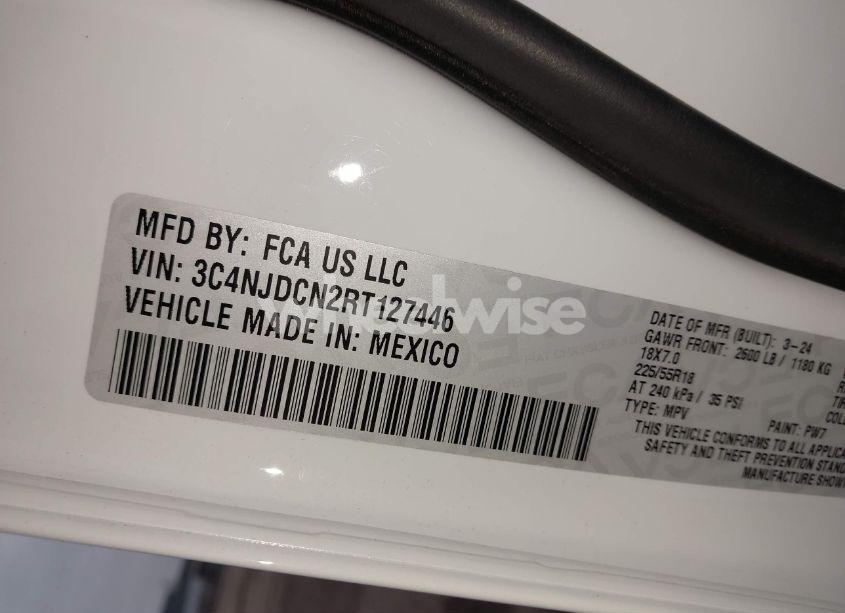 MFD BY: FCA US LLC
VIN: 3C4NJDCN2RT127446
VEHICLE MADE IN: MEXICO
wheelwise
DATE OF MFR (BUILT): 3-24
GAWR FRONT: 2600 LB / 1180 KG
18X7.0
225/55R18
AT 240 kPa / 35 PSI
TYPE: MPV PAINT: PW7
THIS VEHICLE CONFORMS TO ALL APPLICA
SAFETY AND THEFT PREVENTION STAND
MANUFACTURE SHOW